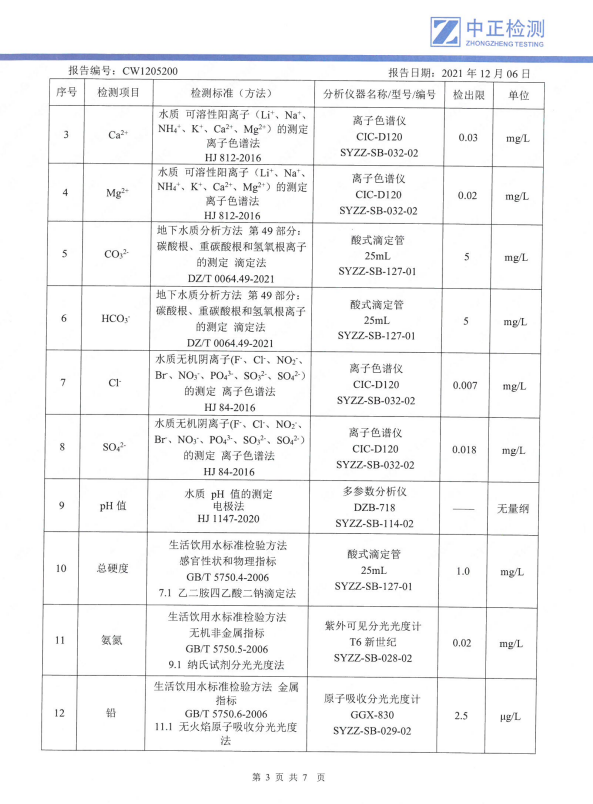 中正检测
ZHONGZHENG TESTING
报告编号：CW1205200
报告日期：2021 年 12 月 06 日
序号 检测项目 检测标准（方法） 分析仪器名称/型号/编号 检出限 单位
水质 可溶性阳离子（Li⁺、Na⁺、
NH₄⁺、K⁺、Ca²⁺、Mg²⁺）的测定
离子色谱法
HJ 812-2016
3 Ca²⁺
离子色谱仪
CIC-D120
SYZZ-SB-032-02
0.03 mg/L
水质 可溶性阳离子（Li⁺、Na⁺、
NH₄⁺、K⁺、Ca²⁺、Mg²⁺）的测定
离子色谱法
HJ 812-2016
4 Mg²⁺
离子色谱仪
CIC-D120
SYZZ-SB-032-02
0.02 mg/L
地下水质分析方法 第 49 部分：
碳酸根、重碳酸根和氢氧根离子
的测定 滴定法
DZ/T 0064.49-2021
5 CO₃²⁻
酸式滴定管
25mL
SYZZ-SB-127-01
5 mg/L
地下水质分析方法 第 49 部分：
碳酸根、重碳酸根和氢氧根离子
的测定 滴定法
DZ/T 0064.49-2021
6 HCO₃⁻
酸式滴定管
25mL
SYZZ-SB-127-01
5 mg/L
水质无机阴离子(F⁻、Cl⁻、NO₂⁻、
Br⁻、NO₃⁻、PO₄³⁻、SO₃²⁻、SO₄²⁻）
的测定 离子色谱法
HJ 84-2016
7 Cl⁻
离子色谱仪
CIC-D120
SYZZ-SB-032-02
0.007 mg/L
水质无机阴离子(F⁻、Cl⁻、NO₂⁻、
Br⁻、NO₃⁻、PO₄³⁻、SO₃²⁻、SO₄²⁻）
的测定 离子色谱法
HJ 84-2016
8 SO₄²⁻
离子色谱仪
CIC-D120
SYZZ-SB-032-02
0.018 mg/L
水质 pH 值的测定
电极法
HJ 1147-2020
9 pH 值
多参数分析仪
DZB-718
SYZZ-SB-114-02
—— 无量纲
生活饮用水标准检验方法
感官性状和物理指标
GB/T 5750.4-2006
7.1 乙二胺四乙酸二钠滴定法
10 总硬度
酸式滴定管
25mL
SYZZ-SB-127-01
1.0 mg/L
生活饮用水标准检验方法
无机非金属指标
GB/T 5750.5-2006
9.1 纳氏试剂分光光度法
11 氨氮
紫外可见分光光度计
T6 新世纪
SYZZ-SB-028-02
0.02 mg/L
生活饮用水标准检验方法 金属
指标
GB/T 5750.6-2006
11.1 无火焰原子吸收分光光度
法
12 铅
原子吸收分光光度计
GGX-830
SYZZ-SB-029-02
2.5 μg/L
第 3 页 共 7 页